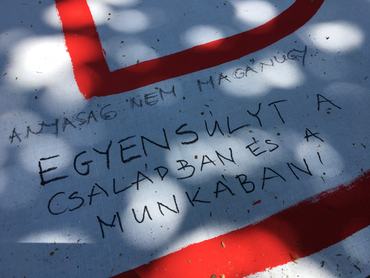 ANYASÁG NEM MAGÁNÜGY
EGYENSÚLYT A
CSALÁDBAN ÉS A
MUNKÁBAN!